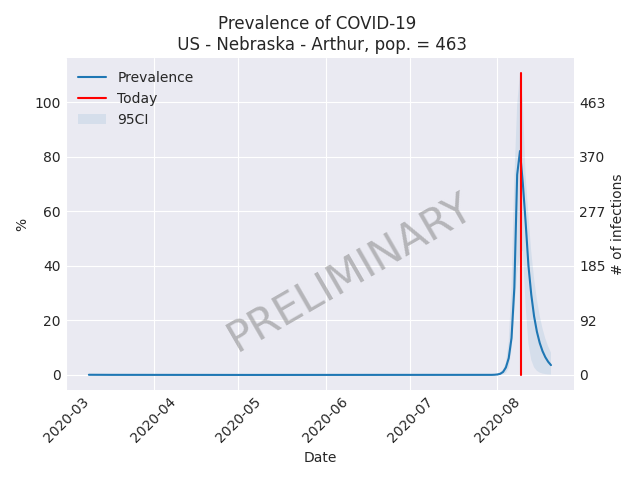 Prevalence of COVID-19
US - Nebraska - Arthur, pop. = 463
Prevalence
Today
95CI
100
80
60
40
20
0
%
463
370
277
185
92
0
# of infections
PRELIMINARY
2020-03
2020-04
2020-05
2020-06
2020-07
2020-08
Date